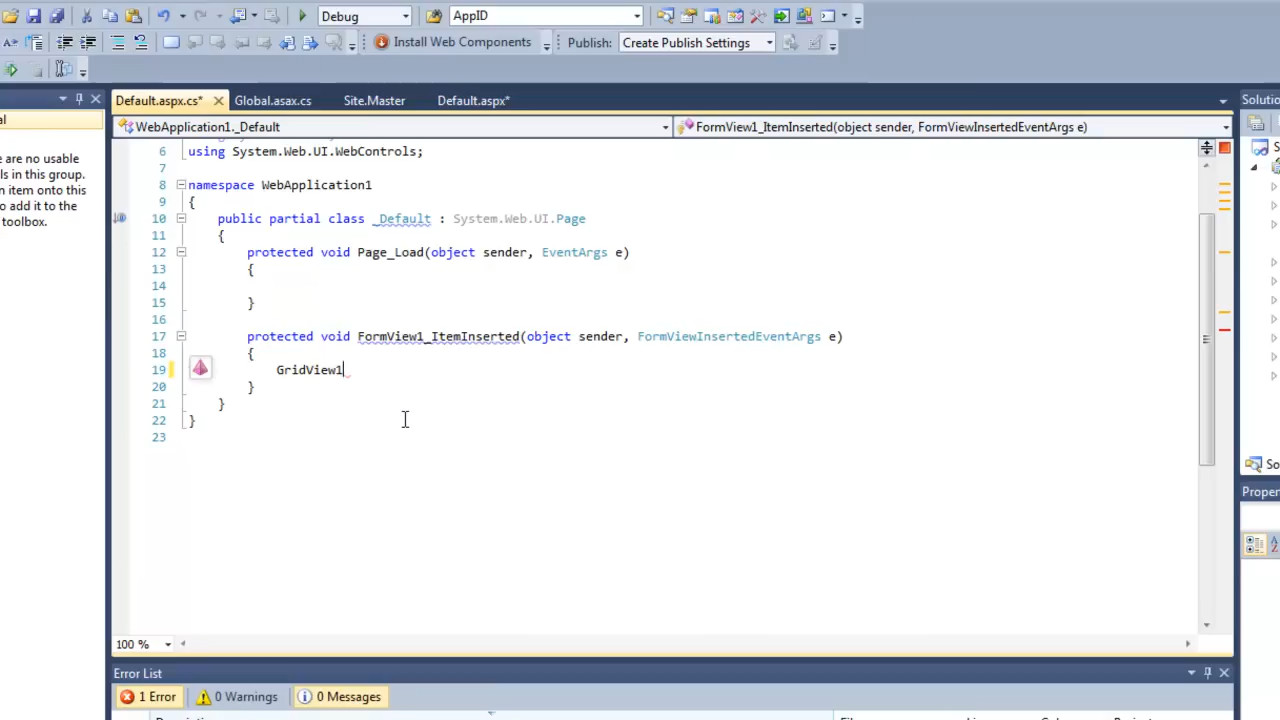 Debug AppID
Install Web Components Publish: Create Publish Settings
Default.aspx.cs* Global.asax.cs Site.Master Default.aspx* Solutio
al
WebApplication1._Default FormView1_ItemInserted(object sender, FormViewInsertedEventArgs e)
e are no usable
ls in this group.
n item onto this
o add it to the
toolbox.
6 using System.Web.UI.WebControls;
7
8 namespace WebApplication1
9 {
10 public partial class _Default : System.Web.UI.Page
11 {
12 protected void Page_Load(object sender, EventArgs e)
13 {
14
15 }
16
17 protected void FormView1_ItemInserted(object sender, FormViewInsertedEventArgs e)
18 {
19 GridView1
20 }
21 }
22 }
23
So
Proper
100 %
Error List
1 Error 0 Warnings 0 Messages